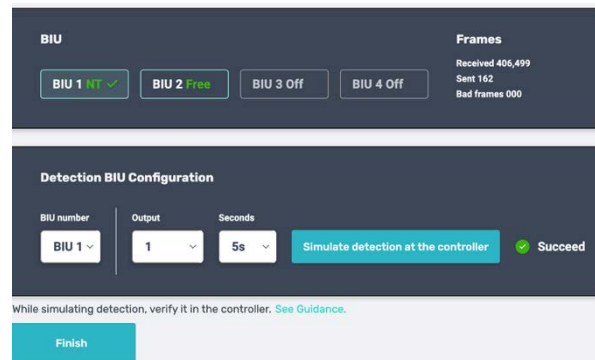 BIU
Frames
BIU 1 NT ✓
BIU 2 Free
BIU 3 Off
BIU 4 Off
Received 406,499
Sent 162
Bad frames 000
Detection BIU Configuration
BIU number
Output
Seconds
BIU 1
1
5s
Simulate detection at the controller
Succeed
While simulating detection, verify it in the controller. See Guidance.
Finish